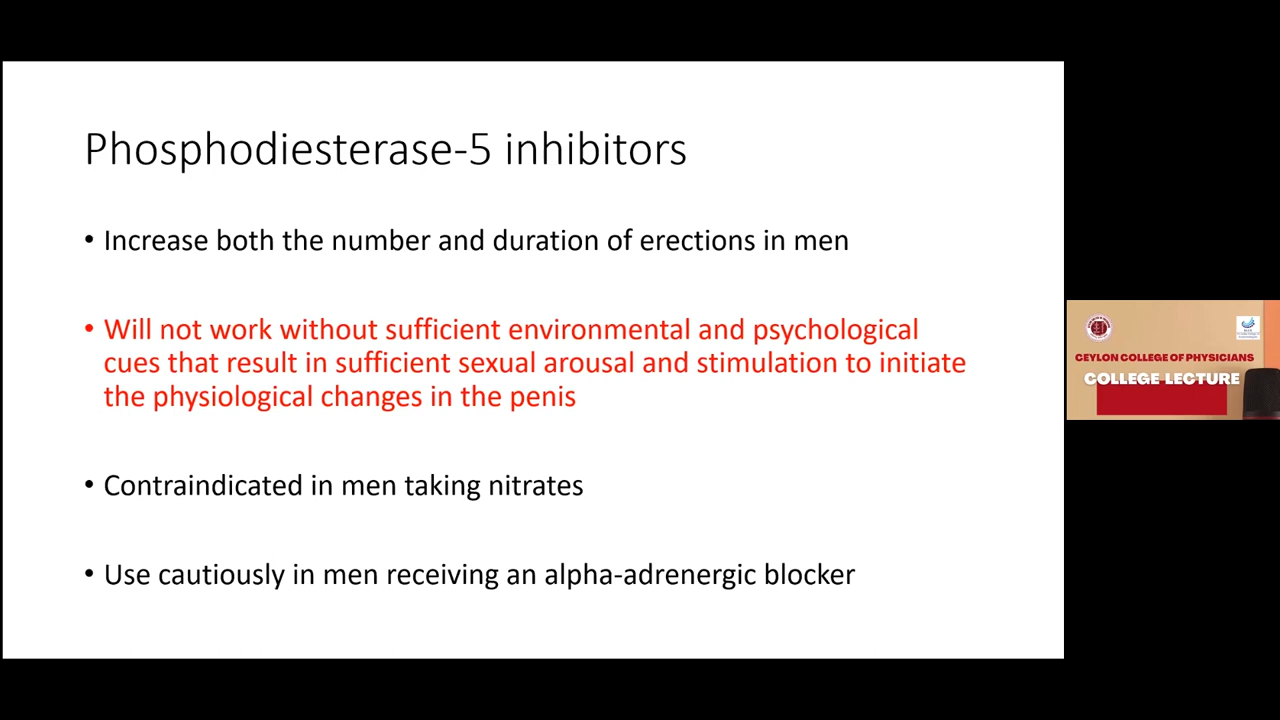 Phosphodiesterase-5 inhibitors
• Increase both the number and duration of erections in men
• Will not work without sufficient environmental and psychological
cues that result in sufficient sexual arousal and stimulation to initiate
the physiological changes in the penis
• Contraindicated in men taking nitrates
• Use cautiously in men receiving an alpha-adrenergic blocker
CEYLON COLLEGE OF PHYSICIANS
COLLEGE LECTURE